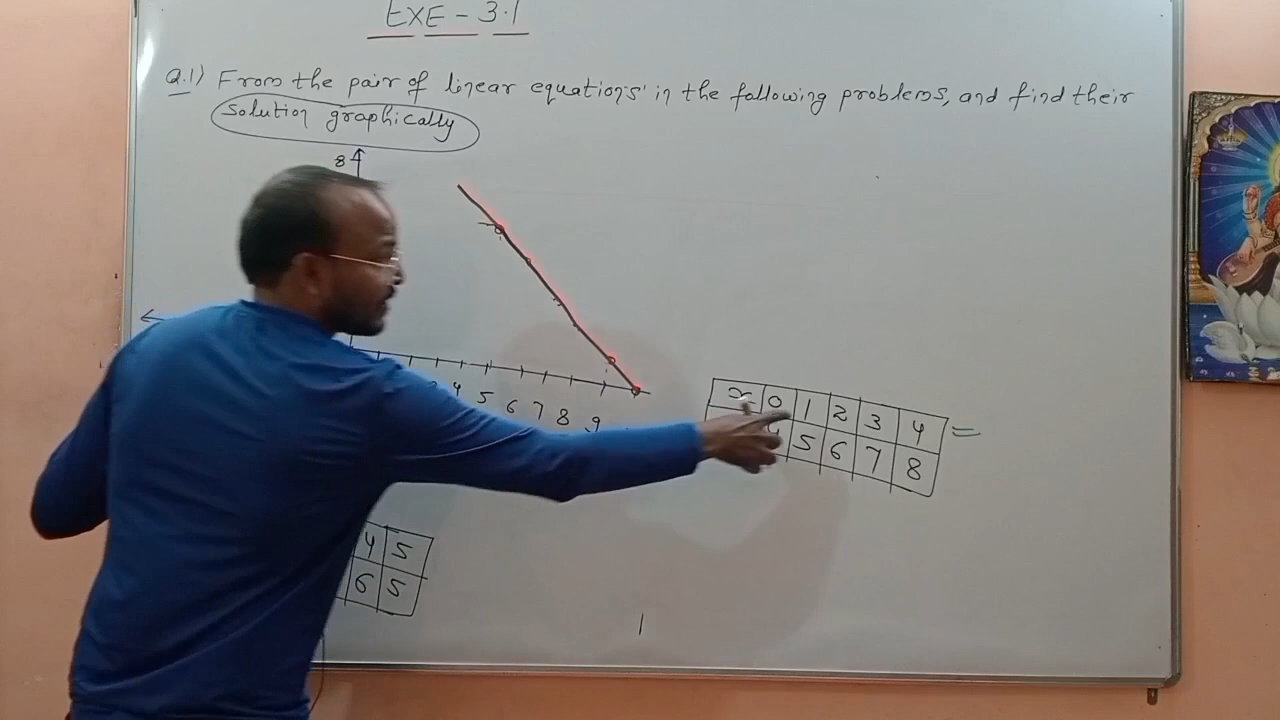 EXE - 3.1
Q.1) From the pair of linear equations in the following problems, and find their
solution graphically
8
4 5 6 7 8 9
x 0 1 2 3 4 =
5 6 7 8
4 5
6 5
1